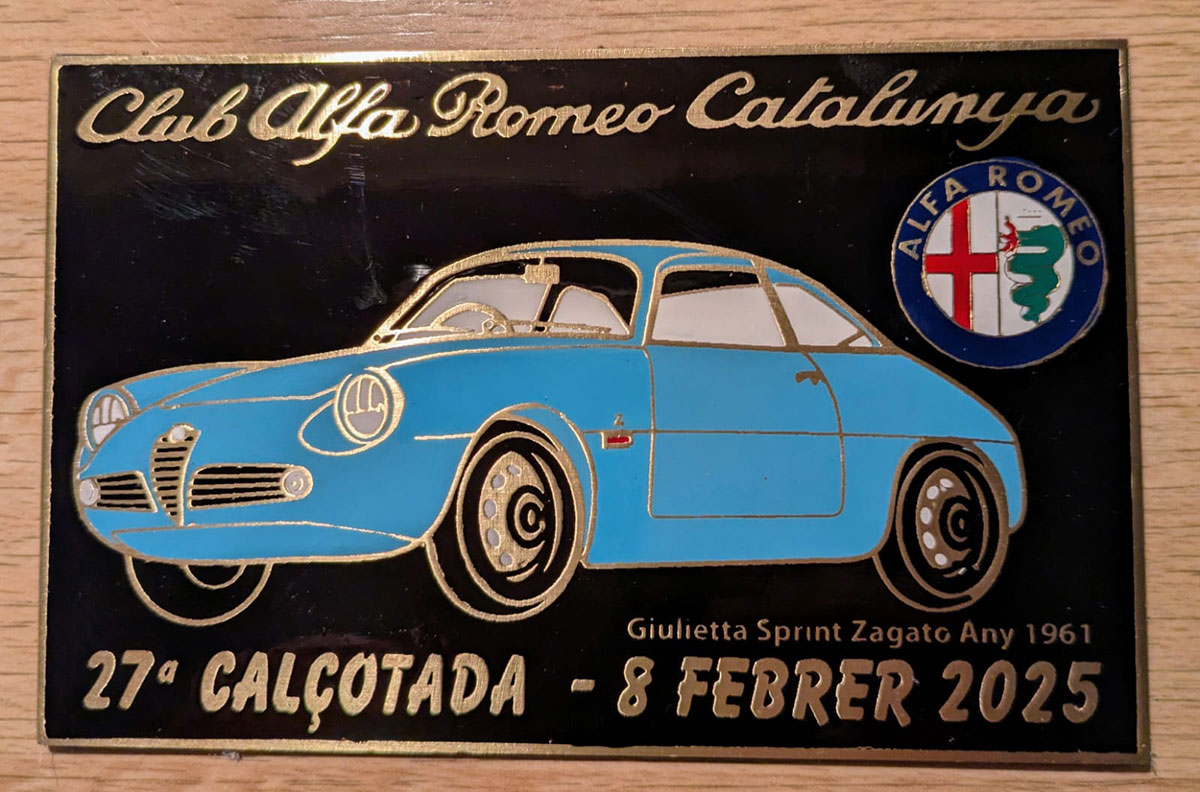 Club Alfa Romeo Catalunya
ALFA ROMEO
Z
Giulietta Sprint Zagato Any 1961
27ª CALÇOTADA - 8 FEBRER 2025